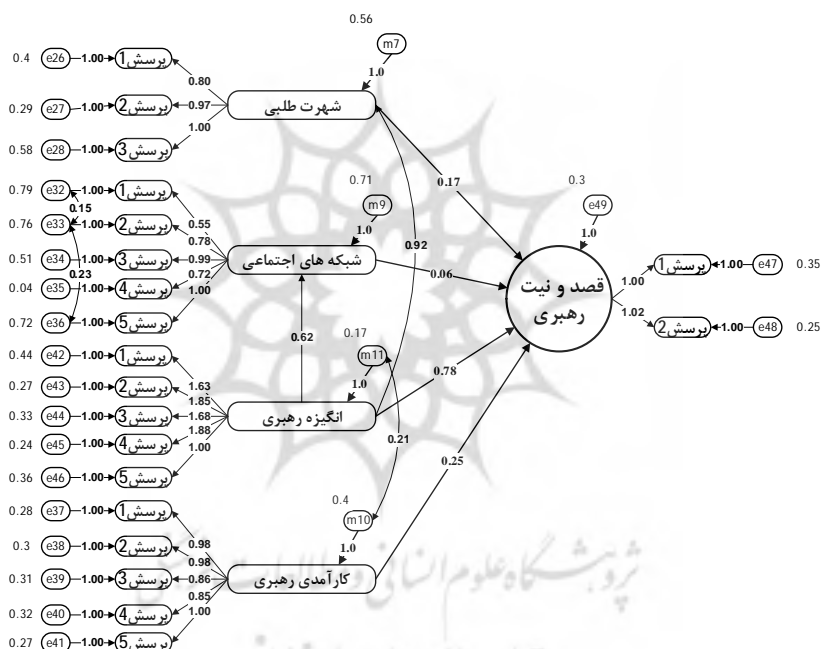 0.56
m7
1.0
0.4 e26 1.00 پرسش1
0.80
0.29 e27 1.00 پرسش2
0.97
0.58 e28 1.00 پرسش3
1.00
شهرت طلبی
0.17
0.92
0.79 e32 1.00 پرسش1
0.55
0.15
0.76 e33 1.00 پرسش2
0.78
0.51 e34 1.00 پرسش3
0.99
0.23
0.04 e35 1.00 پرسش4
0.72
0.72 e36 1.00 پرسش5
1.00
0.71
m9
1.0
شبکه های اجتماعی
0.06
0.62
0.3
e49
1.0
قصد و نیت
رهبری
1.00 پرسش1 1.00 e47 0.35
1.02 پرسش2 1.00 e48 0.25
0.44 e42 1.00 پرسش1
1.63
0.27 e43 1.00 پرسش2
1.85
0.33 e44 1.00 پرسش3
1.68
0.24 e45 1.00 پرسش4
1.88
0.36 e46 1.00 پرسش5
1.00
0.17
m11
1.0
انگیزه رهبری
0.78
0.21
0.25
0.28 e37 1.00 پرسش1
0.98
0.3 e38 1.00 پرسش2
0.98
0.31 e39 1.00 پرسش3
0.86
0.32 e40 1.00 پرسش4
0.85
0.27 e41 1.00 پرسش5
1.00
0.4
m10
1.0
کارآمدی رهبری
پژوهشگاه علوم انسانی و مطالعات فرهنگی